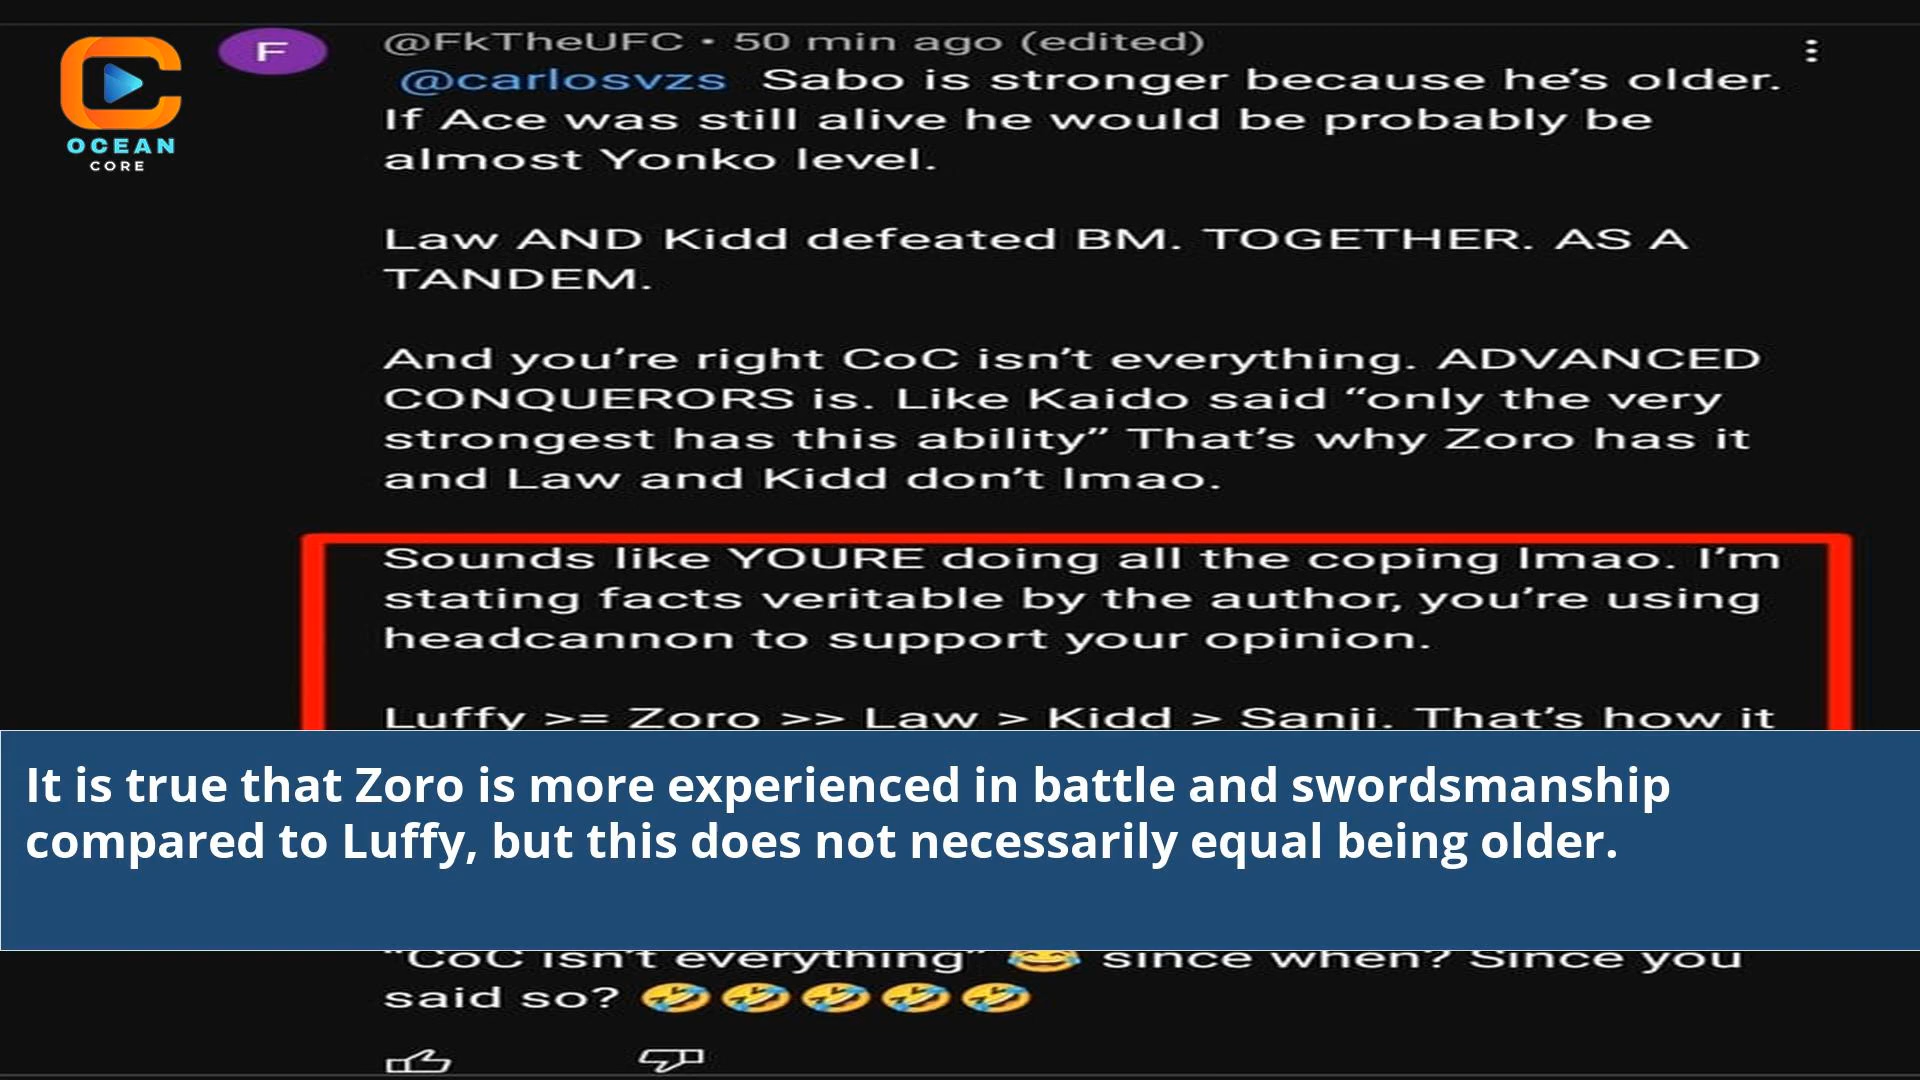 OCEAN
CORE
F
@FkTheUFC • 50 min ago (edited)
@carlosvzs Sabo is stronger because he's older.
If Ace was still alive he would be probably be
almost Yonko level.
Law AND Kidd defeated BM. TOGETHER. AS A
TANDEM.
And you're right CoC isn't everything. ADVANCED
CONQUERORS is. Like Kaido said “only the very
strongest has this ability” That's why Zoro has it
and Law and Kidd don't lmao.
Sounds like YOURE doing all the coping lmao. I'm
stating facts veritable by the author, you're using
headcannon to support your opinion.
Luffy >= Zoro >> Law > Kidd > Sanji. That's how it
It is true that Zoro is more experienced in battle and swordsmanship
compared to Luffy, but this does not necessarily equal being older.
“CoC isn't everything” 😂 since when? Since you
said so? 🤣🤣🤣🤣🤣